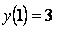 y(1) = 3